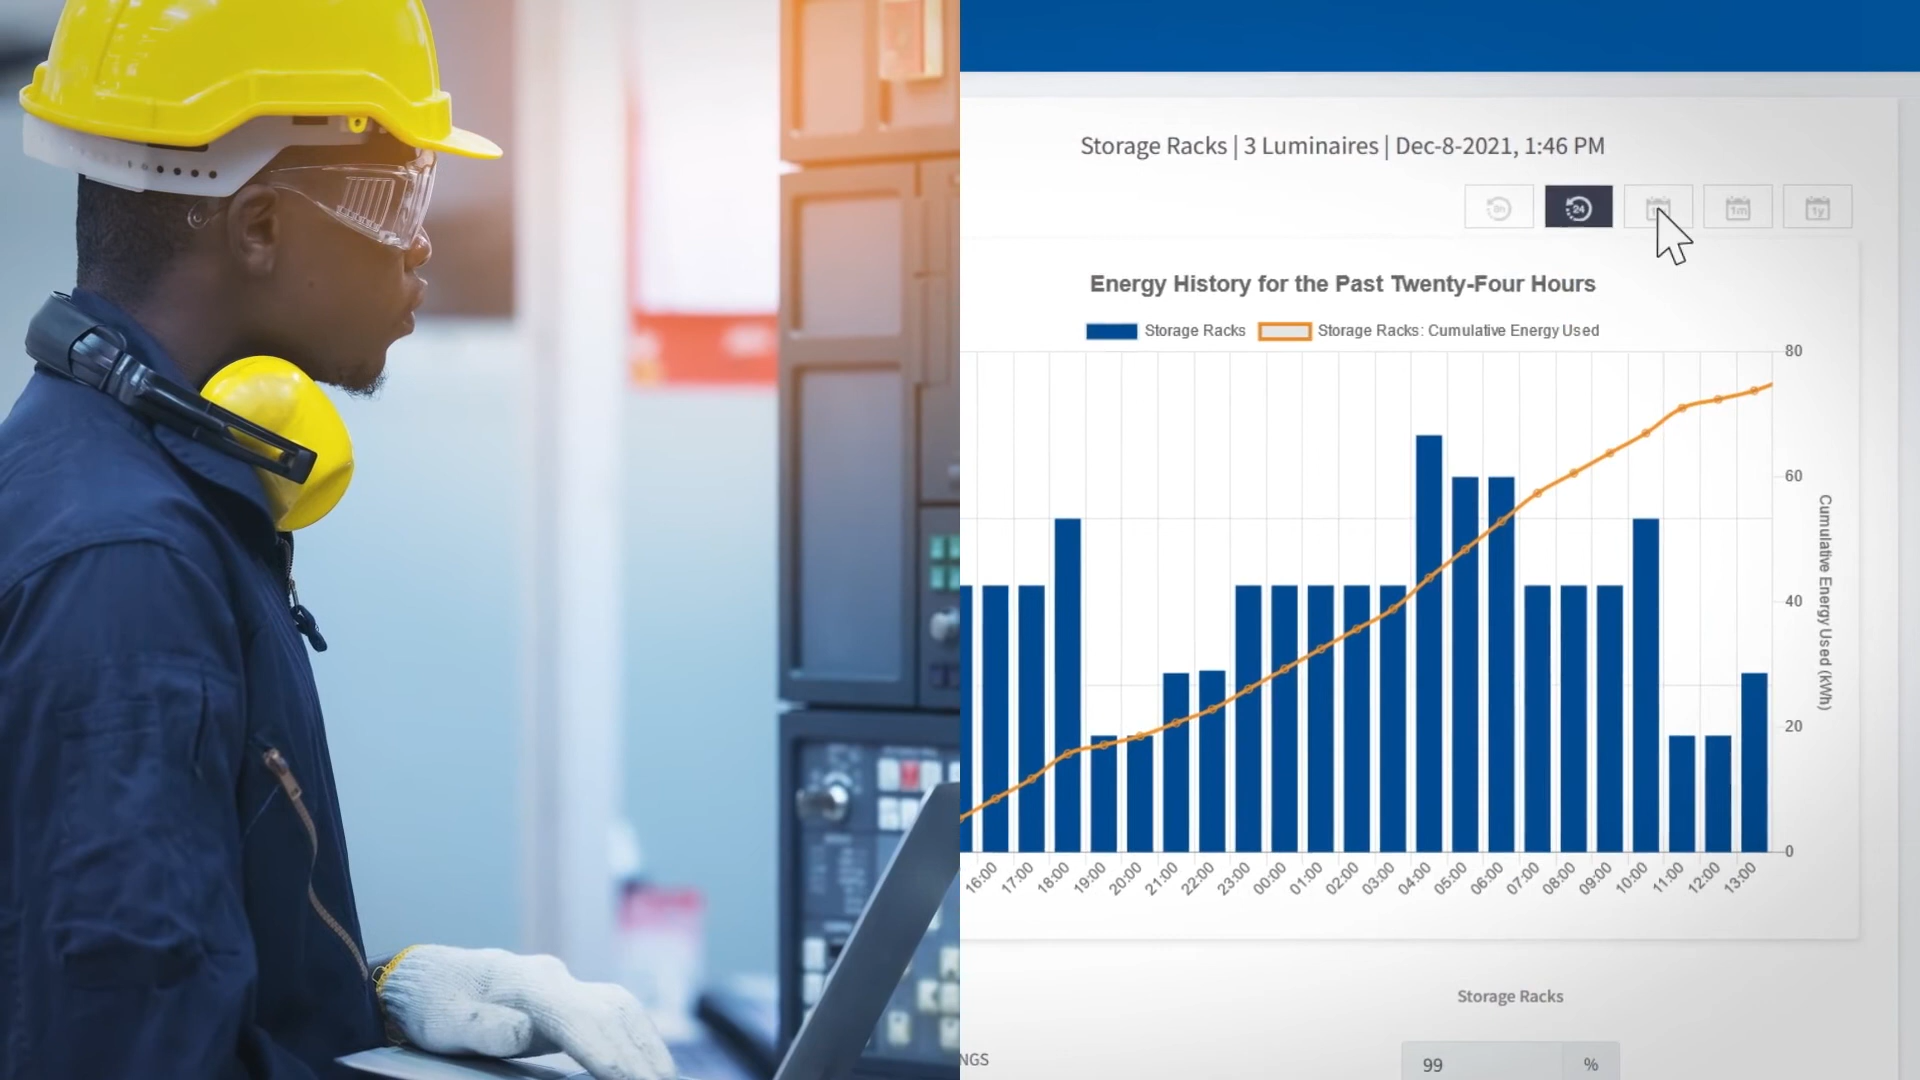 Storage Racks | 3 Luminaires | Dec-8-2021, 1:46 PM
24
1m
1y
Energy History for the Past Twenty-Four Hours
Storage Racks
Storage Racks: Cumulative Energy Used
80
60
40
20
0
Cumulative Energy Used (kWh)
16:00 17:00 18:00 19:00 20:00 21:00 22:00 23:00 00:00 01:00 02:00 03:00 04:00 05:00 06:00 07:00 08:00 09:00 10:00 11:00 12:00 13:00
Storage Racks
NGS
99 %